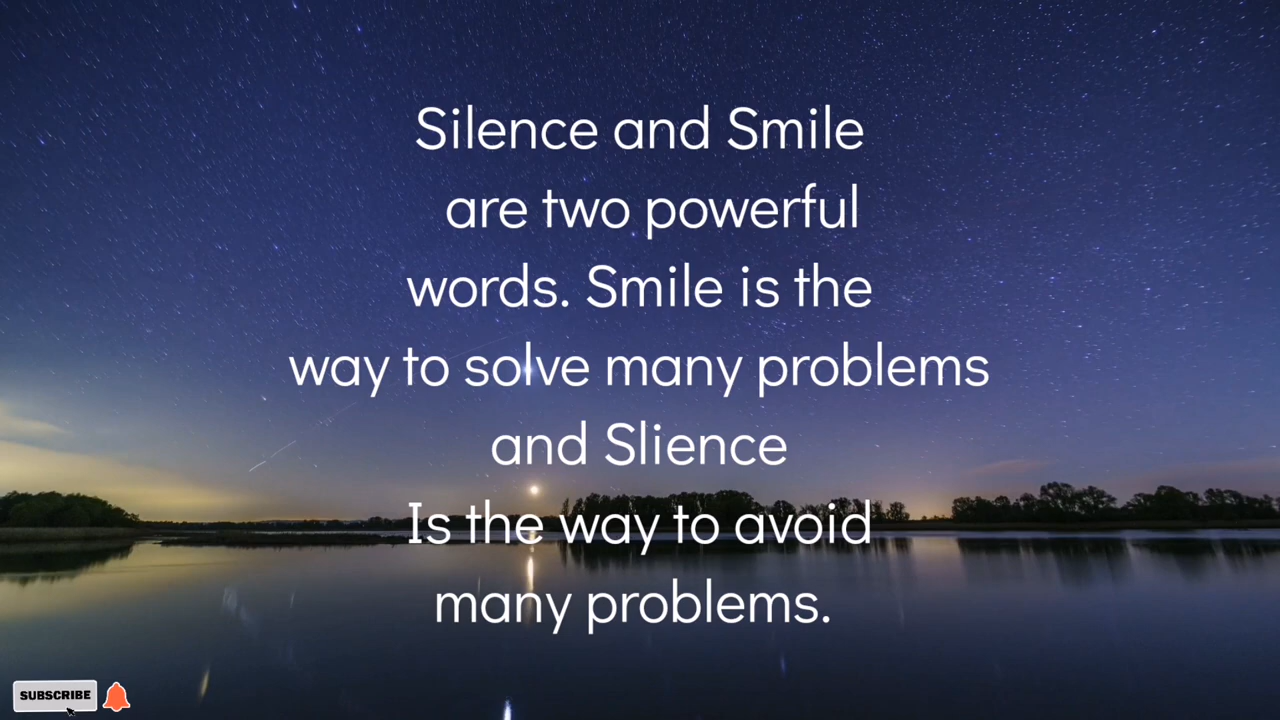 Silence and Smile
are two powerful
words. Smile is the
way to solve many problems
and Slience
Is the way to avoid
many problems.
SUBSCRIBE